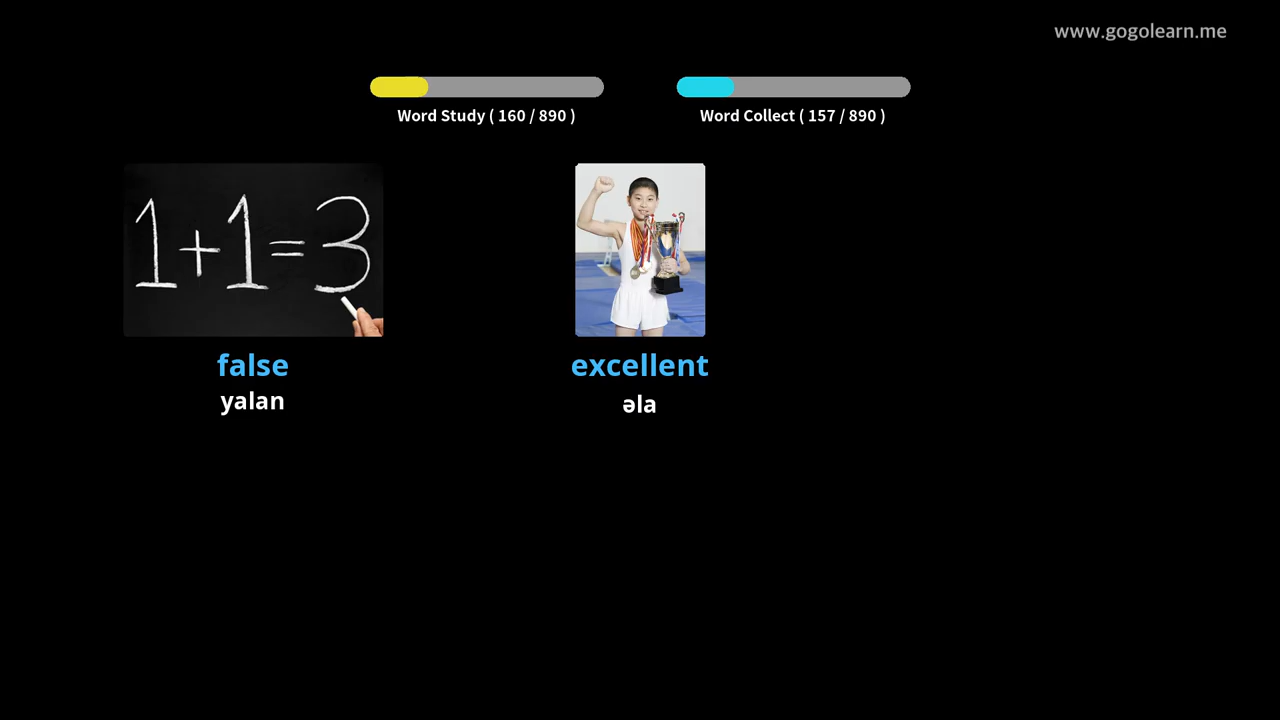 www.gogolearn.me
Word Study ( 160 / 890 )
Word Collect ( 157 / 890 )
1+1=3
false
yalan
excellent
əla